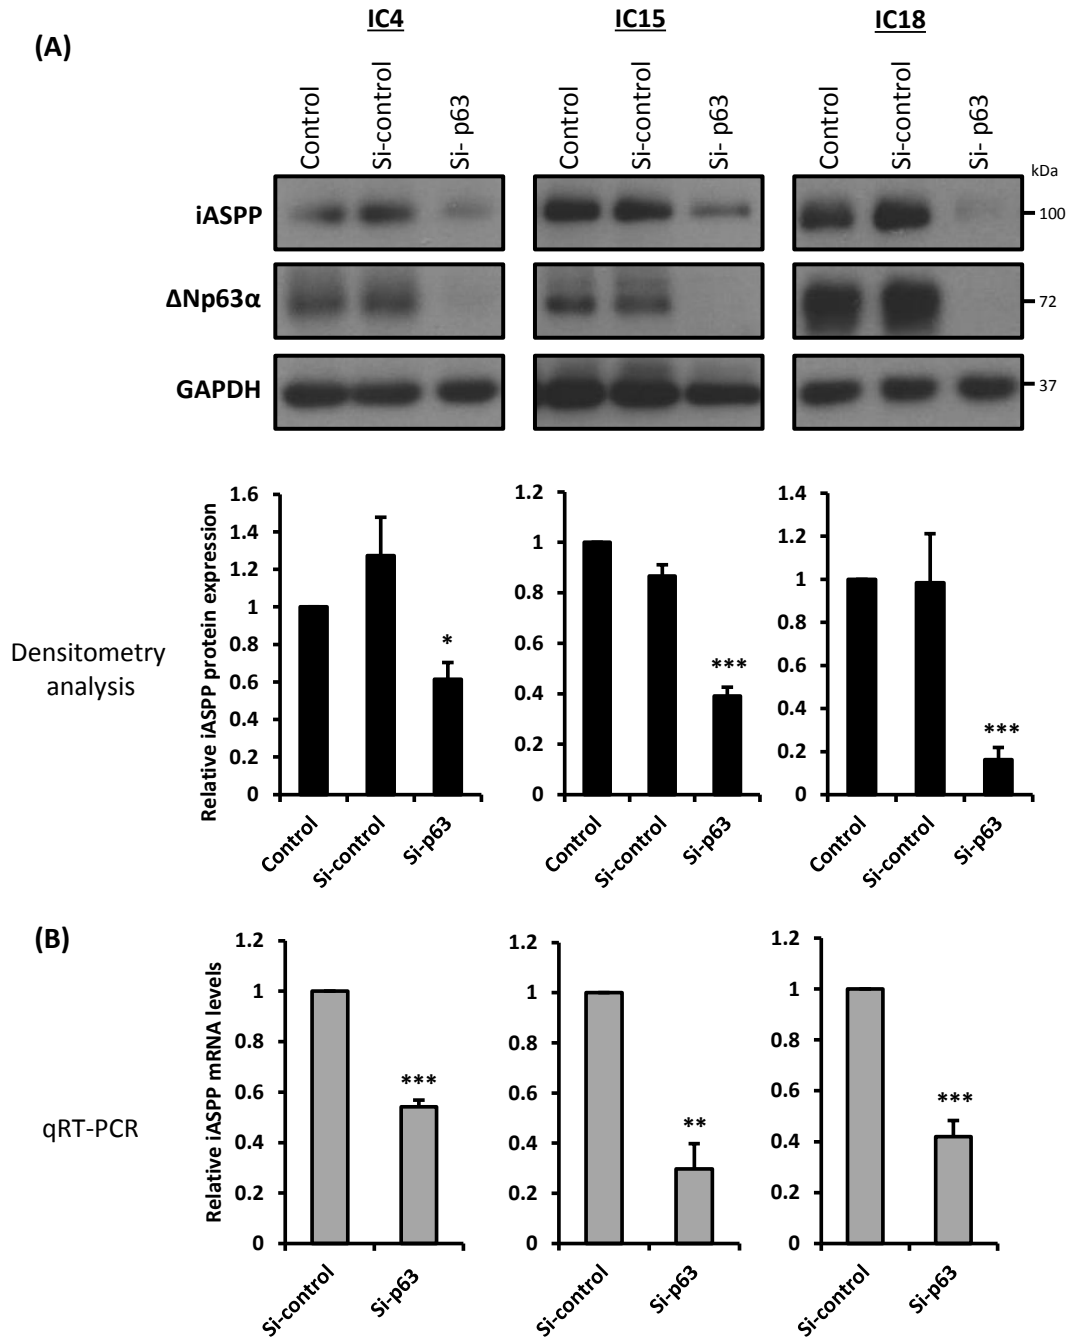 IC4 IC15 IC18
(A)
Control Si-control Si- p63 Control Si-control Si- p63 Control Si-control Si- p63
kDa
iASPP 100
ΔNp63α 72
GAPDH 37
Densitometry
analysis
Relative iASPP protein expression
1.6
1.4
1.2
1
0.8
0.6
0.4
0.2
0
*
Control Si-control Si-p63
1.2
1
0.8
0.6
0.4
0.2
0
***
Control Si-control Si-p63
1.4
1.2
1
0.8
0.6
0.4
0.2
0
***
Control Si-control Si-p63
(B)
qRT-PCR
Relative iASPP mRNA levels
1.2
1
0.8
0.6
0.4
0.2
0
***
Si-control Si-p63
1.2
1
0.8
0.6
0.4
0.2
0
**
Si-control Si-p63
1.2
1
0.8
0.6
0.4
0.2
0
***
Si-control Si-p63